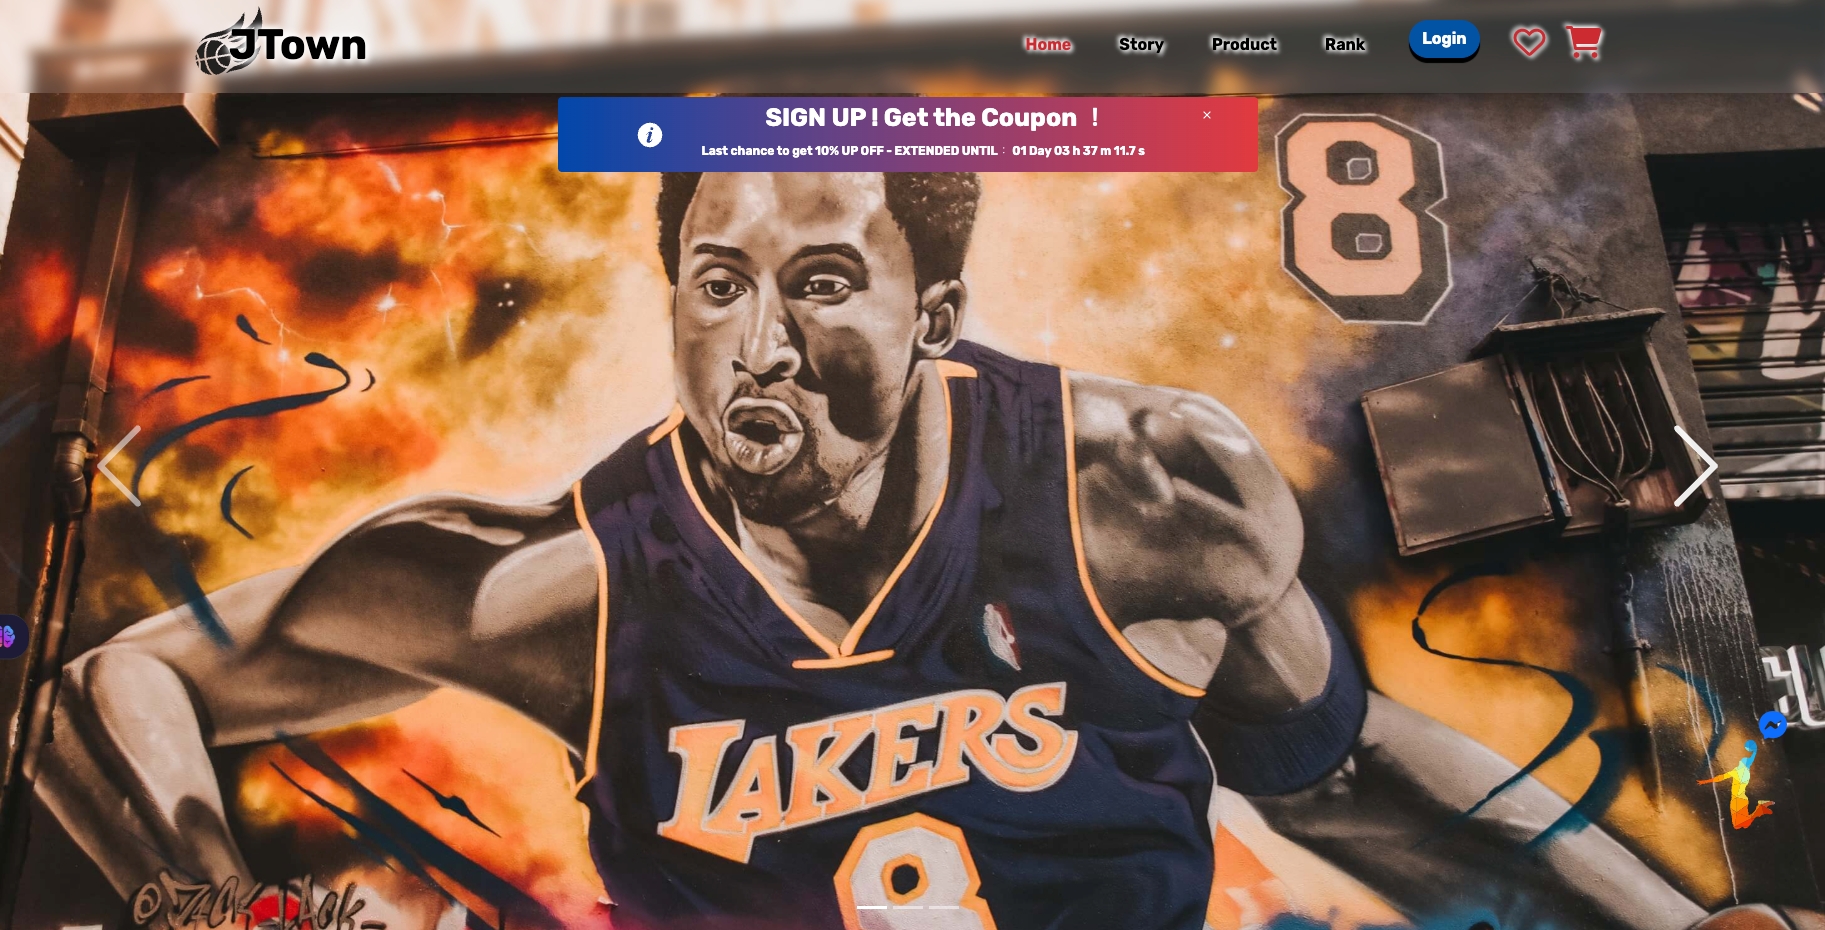 JTown
Home Story Product Rank Login
SIGN UP ! Get the Coupon !
Last chance to get 10% UP OFF - EXTENDED UNTIL : 01 Day 03 h 37 m 11.7 s
8
LAKERS
8
@JACK_JACK_